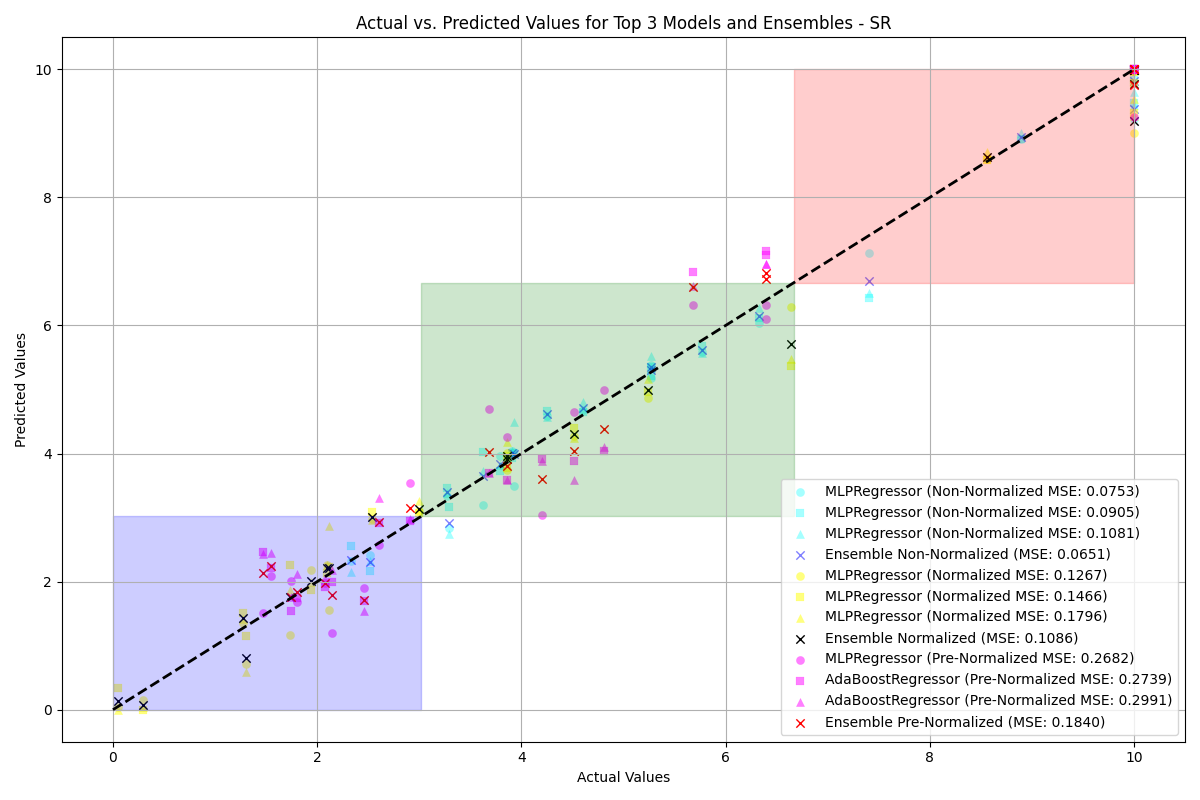 Actual vs. Predicted Values for Top 3 Models and Ensembles - SR
10
8
6
4
2
0
Predicted Values
MLPRegressor (Non-Normalized MSE: 0.0753)
MLPRegressor (Non-Normalized MSE: 0.0905)
MLPRegressor (Non-Normalized MSE: 0.1081)
Ensemble Non-Normalized (MSE: 0.0651)
MLPRegressor (Normalized MSE: 0.1267)
MLPRegressor (Normalized MSE: 0.1466)
MLPRegressor (Normalized MSE: 0.1796)
Ensemble Normalized (MSE: 0.1086)
MLPRegressor (Pre-Normalized MSE: 0.2682)
AdaBoostRegressor (Pre-Normalized MSE: 0.2739)
AdaBoostRegressor (Pre-Normalized MSE: 0.2991)
Ensemble Pre-Normalized (MSE: 0.1840)
0 2 4 6 8 10
Actual Values